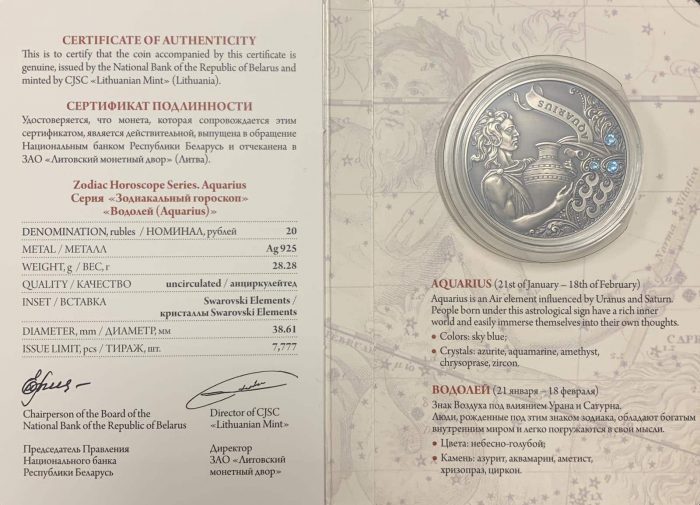 CERTIFICATE OF AUTHENTICITY
This is to certify that the coin accompanied by this certificate is
genuine, issued by the National Bank of the Republic of Belarus and
minted by CJSC «Lithuanian Mint» (Lithuania).
СЕРТИФИКАТ ПОДЛИННОСТИ
Удостоверяется, что монета, которая сопровождается этим
сертификатом, является действительной, выпущена в обращение
Национальным банком Республики Беларусь и отчеканена в
ЗАО «Литовский монетный двор» (Литва).
Zodiac Horoscope Series. Aquarius
Серия «Зодиакальный гороскоп»
«Водолей (Aquarius)»
DENOMINATION, rubles / НОМИНАЛ, рублей 20
METAL / МЕТАЛЛ Ag 925
WEIGHT, g / ВЕС, г 28.28
QUALITY / КАЧЕСТВО uncirculated / анциркулейтед
INSET / ВСТАВКА Swarovski Elements /
кристаллы Swarovski Elements
DIAMETER, mm / ДИАМЕТР, мм 38.61
ISSUE LIMIT, pcs / ТИРАЖ, шт. 7,777
Chairperson of the Board of the
National Bank of the Republic of Belarus
Director of CJSC
«Lithuanian Mint»
Председатель Правления
Национального банка
Республики Беларусь
Директор
ЗАО «Литовский
монетный двор»
AQUARIUS
AQUARIUS (21st of January – 18th of February)
Aquarius is an Air element influenced by Uranus and Saturn.
People born under this astrological sign have a rich inner
world and easily immerse themselves into their own thoughts.
• Colors: sky blue;
• Crystals: azurite, aquamarine, amethyst,
chrysoprase, zircon.
ВОДОЛЕЙ (21 января – 18 февраля)
Знак Воздуха под влиянием Урана и Сатурна.
Люди, рожденные под этим знаком зодиака, обладают богатым
внутренним миром и легко погружаются в свои мысли.
• Цвета: небесно-голубой;
• Камень: азурит, аквамарин, аметист,
хризопраз, циркон.